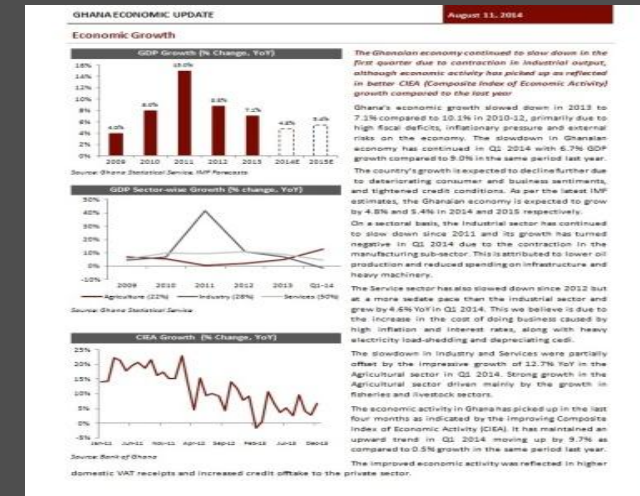 GHANA ECONOMIC UPDATE
August 11, 2014
Economic Growth
GDP Growth (% Change, YoY)
16%
14%
12%
10%
8%
6%
4%
2%
0%
4.0%
8.0%
15.0%
8.8%
7.1%
4.8%
5.4%
2009 2010 2011 2012 2013 2014E 2015E
Source: Ghana Statistical Service, IMF Forecasts
GDP Sector-wise Growth (% change, YoY)
50%
40%
30%
20%
10%
0%
-10%
2009 2010 2011 2012 2013 Q1-14
Agriculture (22%) Industry (28%) Services (50%)
Source: Ghana Statistical Service
CIEA Growth (% Change, YoY)
25%
20%
15%
10%
5%
0%
-5%
Jan-11 Jun-11 Nov-11 Apr-12 Sep-12 Feb-13 Jul-13 Dec-13
Source: Bank of Ghana
The Ghanaian economy continued to slow down in the
first quarter due to contraction in industrial output,
although economic activity has picked up as reflected
in better CIEA (Composite Index of Economic Activity)
growth compared to the last year
Ghana's economic growth slowed down in 2013 to
7.1% compared to 10.1% in 2010-12, primarily due to
high fiscal deficits, inflationary pressure and external
risks on the economy. The slowdown in Ghanaian
economy has continued in Q1 2014 with 6.7% GDP
growth compared to 9.0% in the same period last year.
The country's growth is expected to decline further due
to deteriorating consumer and business sentiments,
and tightened credit conditions. As per the latest IMF
estimates, the Ghanaian economy is expected to grow
by 4.8% and 5.4% in 2014 and 2015 respectively.
On a sectoral basis, the Industrial sector has continued
to slow down since 2011 and its growth has turned
negative in Q1 2014 due to the contraction in the
manufacturing sub-sector. This is attributed to lower oil
production and reduced spending on infrastructure and
heavy machinery.
The Service sector has also slowed down since 2012 but
at a more sedate pace than the industrial sector and
grew by 4.6% YoY in Q1 2014. This we believe is due to
the increase in the cost of doing business caused by
high inflation and interest rates, along with heavy
electricity load-shedding and depreciating cedi.
The slowdown in Industry and Services were partially
offset by the impressive growth of 12.7% YoY in the
Agricultural sector in Q1 2014. Strong growth in the
Agricultural sector driven mainly by the growth in
fisheries and livestock sectors.
The economic activity in Ghana has picked up in the last
four months as indicated by the improving Composite
Index of Economic Activity (CIEA). It has maintained an
upward trend in Q1 2014 moving up by 9.7% as
compared to 0.5% growth in the same period last year.
The improved economic activity was reflected in higher
domestic VAT receipts and increased credit offtake to the private sector.